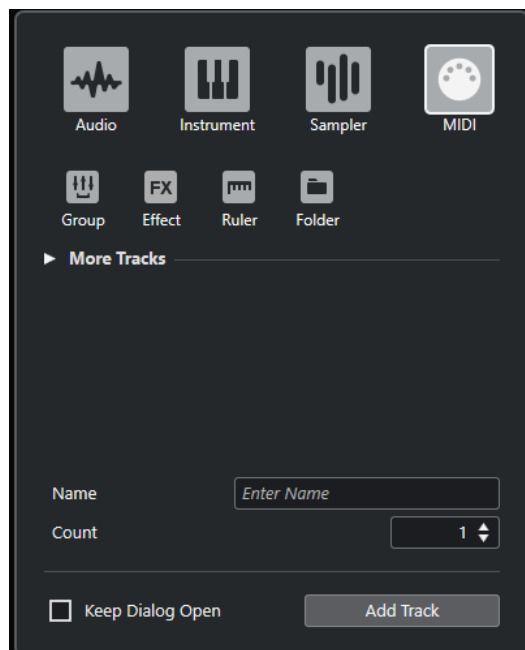 Audio Instrument Sampler MIDI
FX
Group Effect Ruler Folder
More Tracks
Name Enter Name
Count 1
Keep Dialog Open Add Track